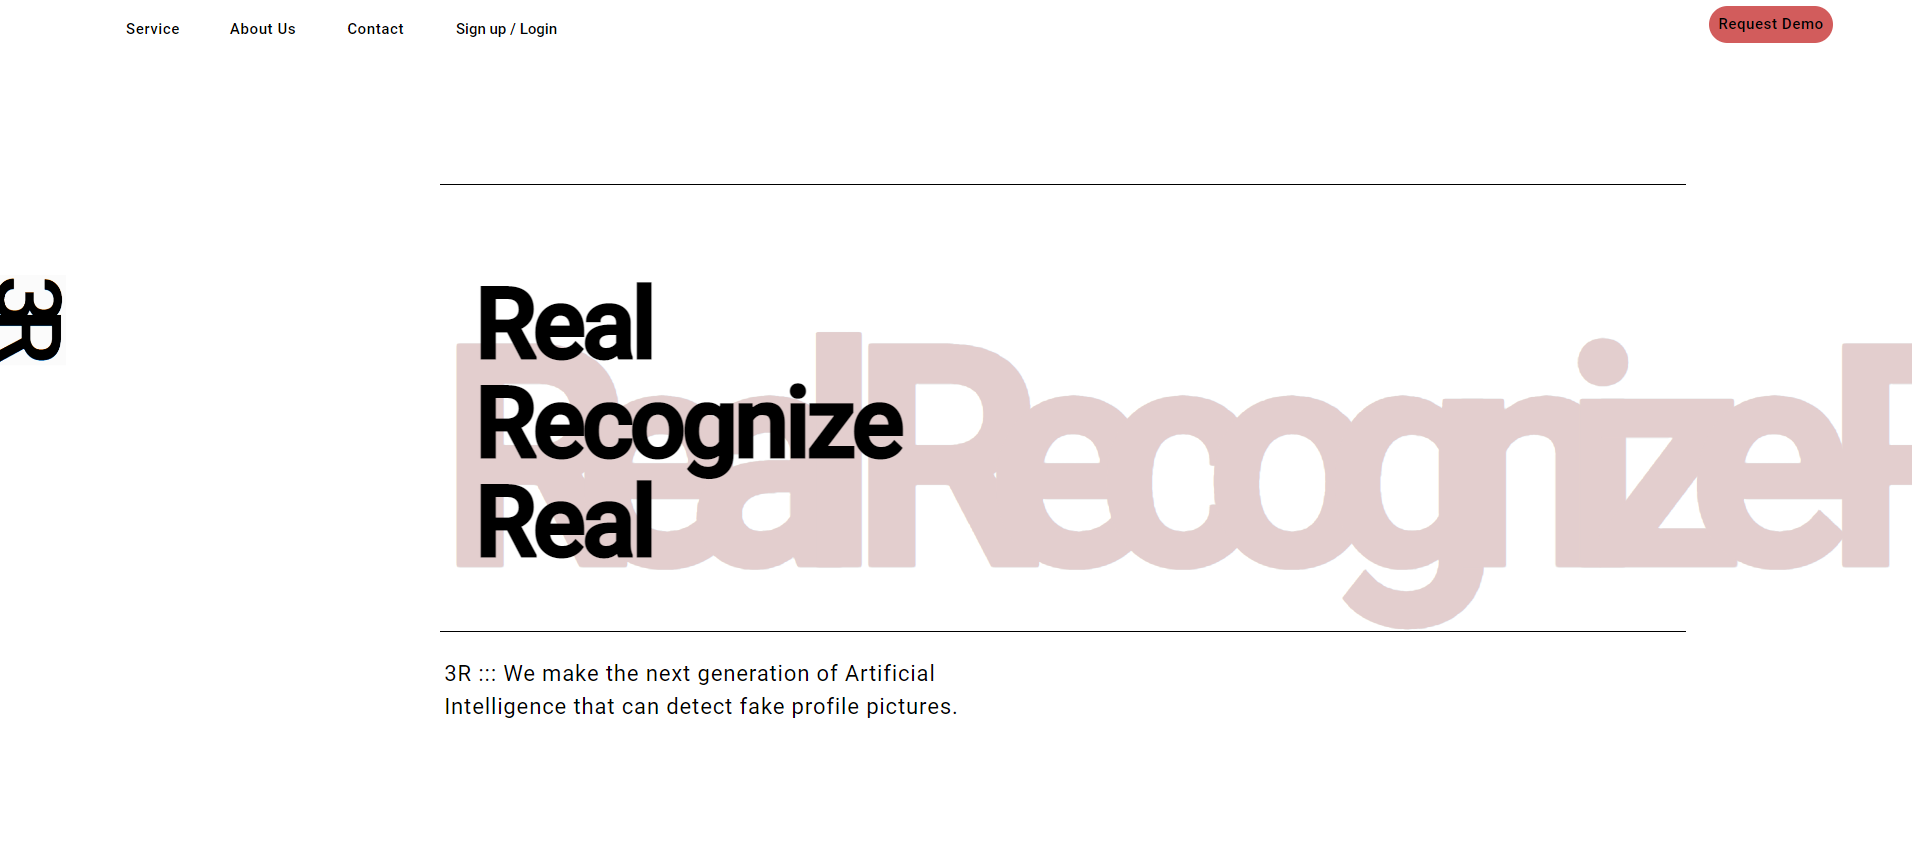 Service
About Us
Contact
Sign up / Login
Request Demo
3R
Real
Recognize
Real
RealRecognizeR
3R ::: We make the next generation of Artificial
Intelligence that can detect fake profile pictures.